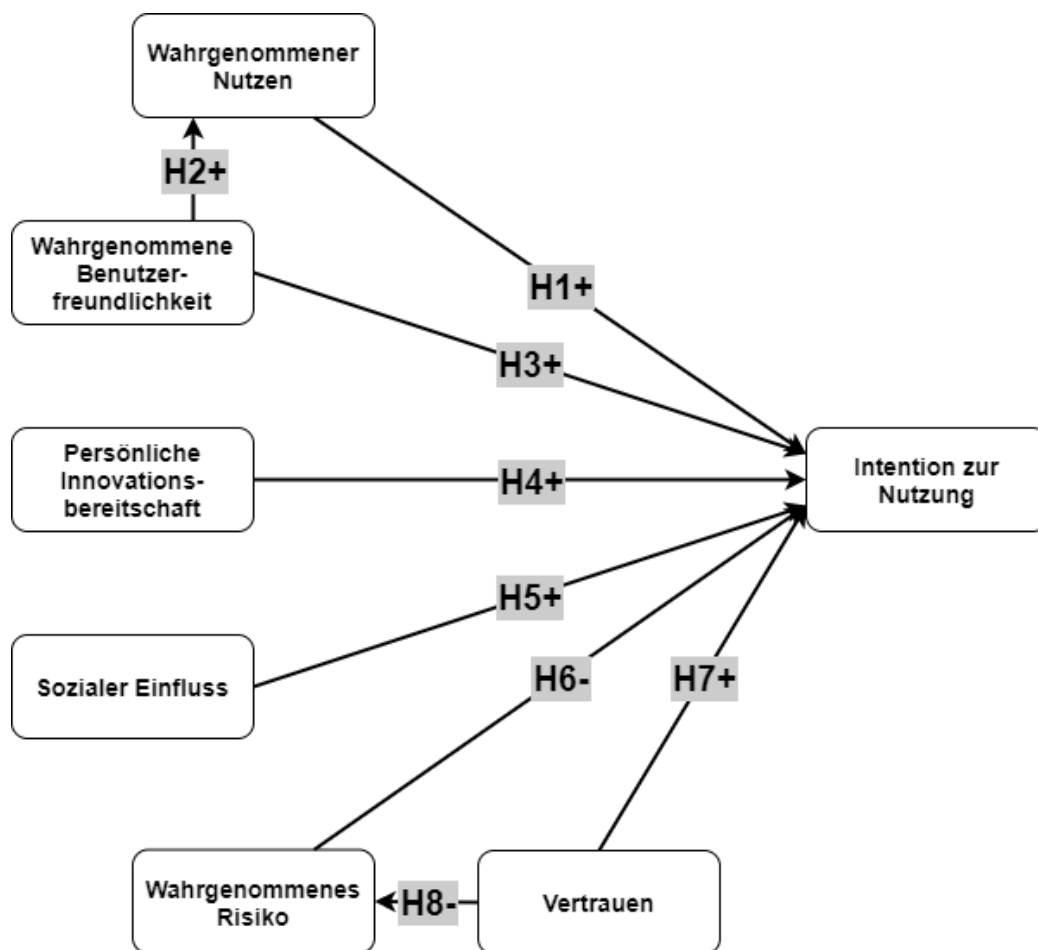 Wahrgenommener
Nutzen
H2+
Wahrgenommene
Benutzer-
freundlichkeit
H1+
H3+
Persönliche
Innovations-
bereitschaft
H4+
Intention zur
Nutzung
H5+
Sozialer Einfluss
H6-
H7+
Wahrgenommenes
Risiko
H8-
Vertrauen